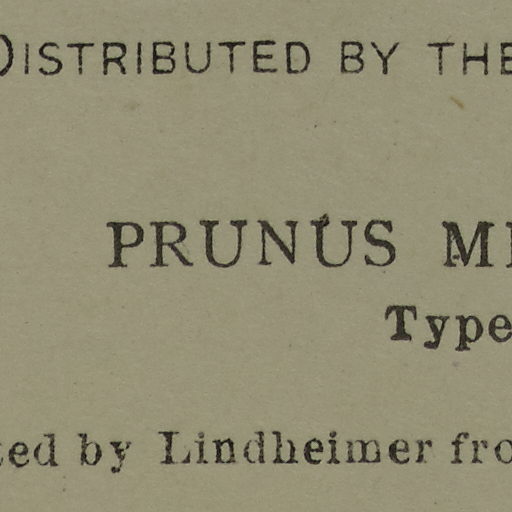 DISTRIBUTED BY THE
PRUNUS
Type
ted by Lindheimer fro